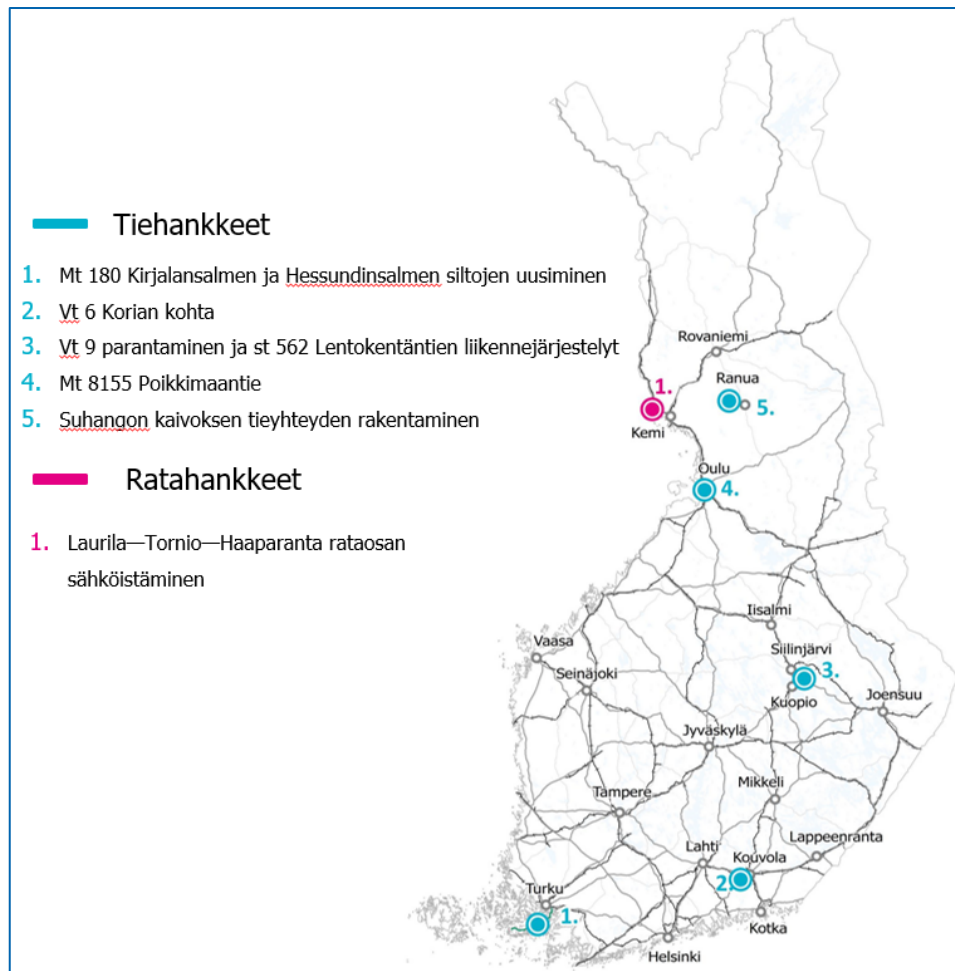 Tiehankkeet
1. Mt 180 Kirjalansalmen ja Hessundinsalmen siltojen uusiminen
2. Vt 6 Korian kohta
3. Vt 9 parantaminen ja st 562 Lentokentäntien liikennejärjestelyt
4. Mt 8155 Poikkimaantie
5. Suhangon kaivoksen tieyhteyden rakentaminen
Ratahankkeet
1. Laurila—Tornio—Haaparanta rataosan
sähköistäminen
Rovaniemi
Ranua
1.
5.
Kemi
Oulu
4.
Iisalmi
Vaasa
Siilinjärvi
Seinäjoki
3.
Kuopio
Joensuu
Jyväskylä
Mikkeli
Tampere
Lappeenranta
Lahti
Kouvola
2.
Turku
1.
Kotka
Helsinki